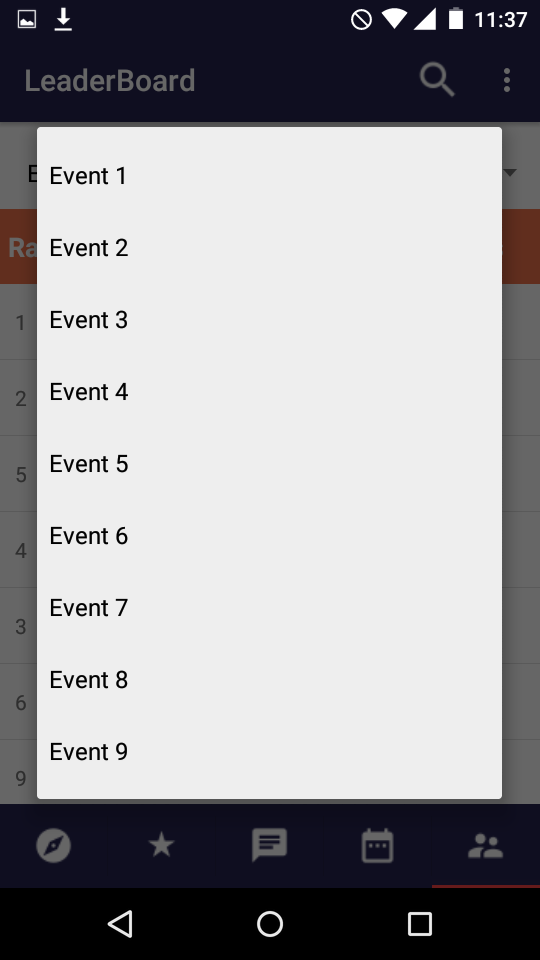 11:37
LeaderBoard
Event 1
Event 2
Event 3
Event 4
Event 5
Event 6
Event 7
Event 8
Event 9
1
2
5
4
3
6
9